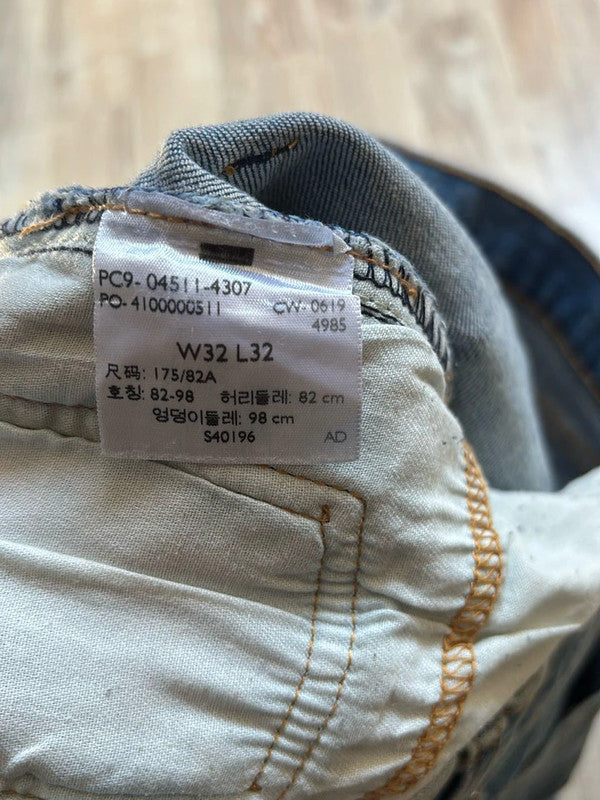 PC9- 04511-4307
PO- 4100000511 CW- 0619
4985
W32 L32
尺码: 175/82A
호칭: 82-98 허리둘레: 82 cm
엉덩이둘레: 98 cm
S40196 AD